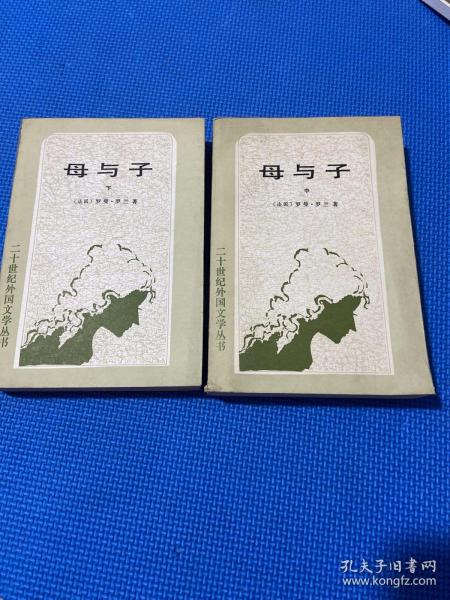 母与子
下
（法国）罗曼·罗兰著
二十世纪外国文学丛书
母与子
中
（法国）罗曼·罗兰著
二十世纪外国文学丛书
孔夫子旧书网
www.kongfz.com